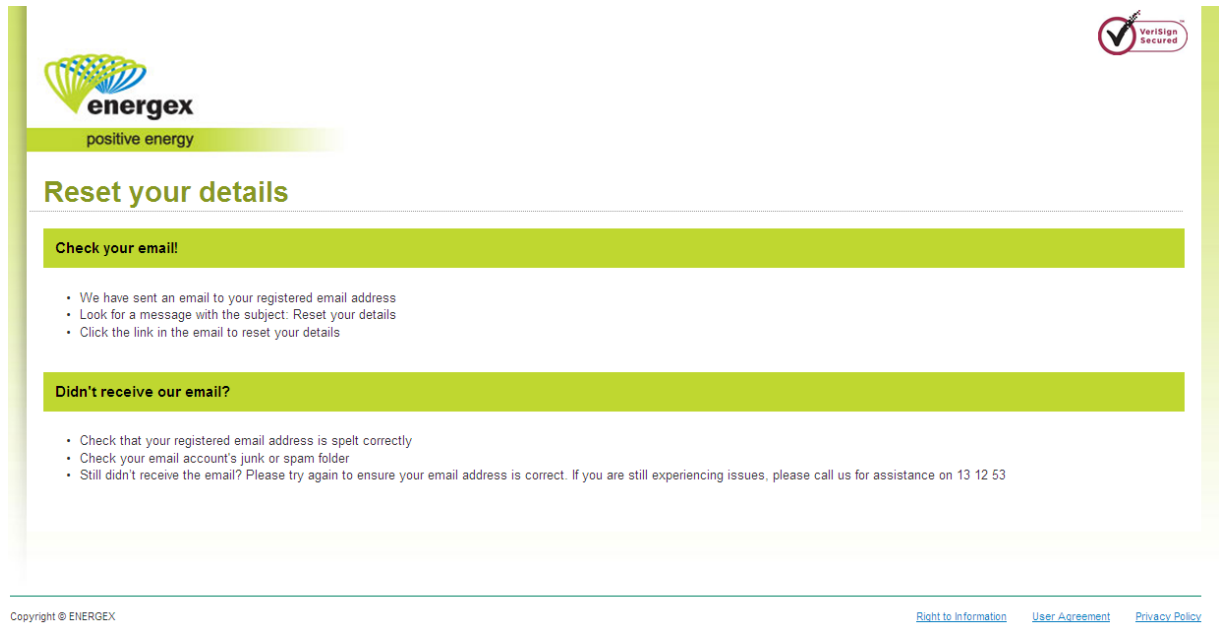 VeriSign
Secured
energex
positive energy
Reset your details
Check your email!
• We have sent an email to your registered email address
• Look for a message with the subject: Reset your details
• Click the link in the email to reset your details
Didn't receive our email?
• Check that your registered email address is spelt correctly
• Check your email account's junk or spam folder
• Still didn't receive the email? Please try again to ensure your email address is correct. If you are still experiencing issues, please call us for assistance on 13 12 53
Copyright © ENERGEX Right to Information User Agreement Privacy Policy